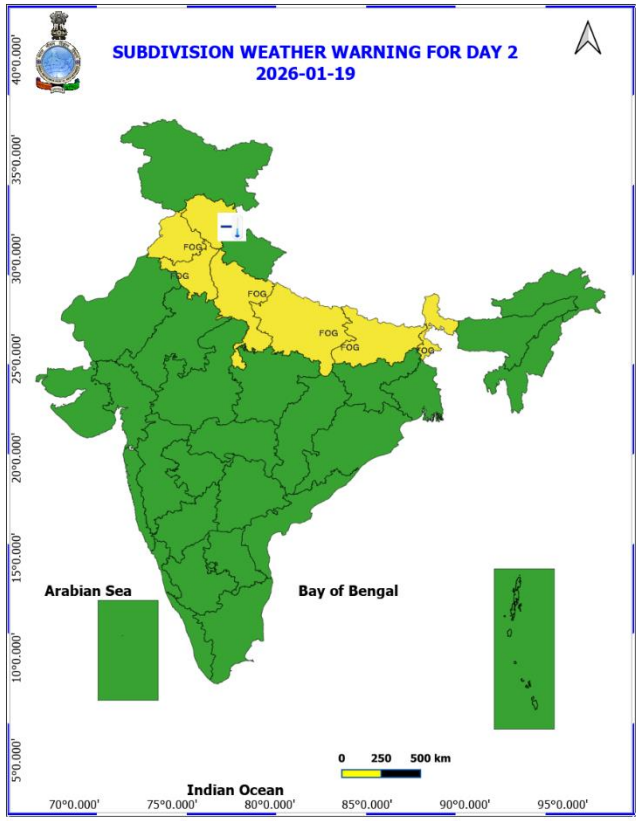 SUBDIVISION WEATHER WARNING FOR DAY 2
2026-01-19
40°0.000'
35°0.000'
30°0.000'
25°0.000'
20°0.000'
15°0.000'
10°0.000'
5°0.000'
FOG
FOG
FOG
FOG
FOG
FOG
Arabian Sea
Bay of Bengal
0 250 500 km
Indian Ocean
70°0.000' 75°0.000' 80°0.000' 85°0.000' 90°0.000' 95°0.000'